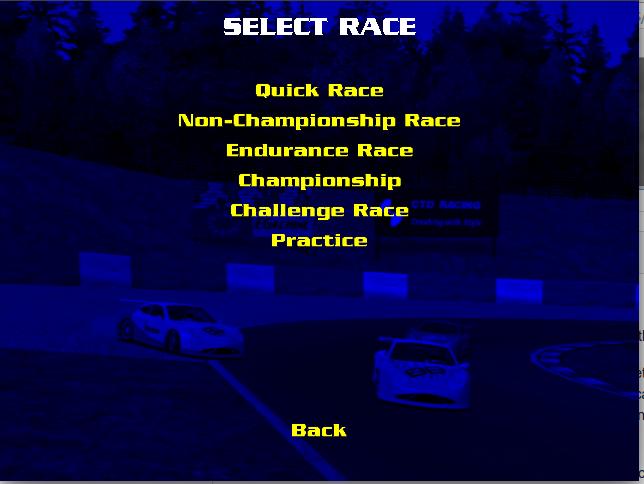 SELECT RACE
Quick Race
Non-Championship Race
Endurance Race
Championship
Challenge Race
Practice
Back